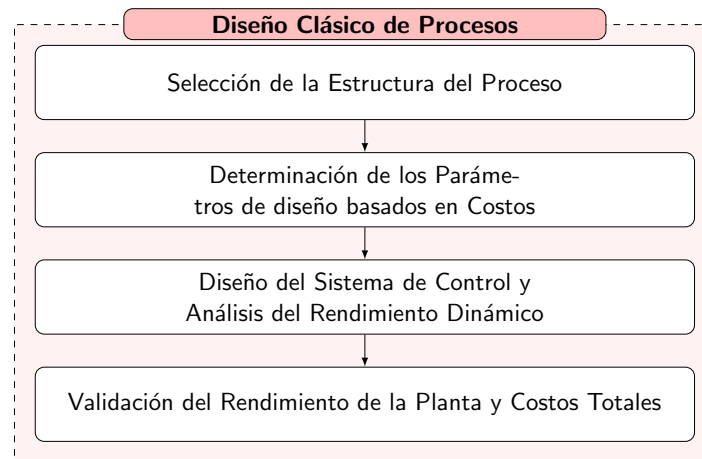 Diseño Clásico de Procesos
Selección de la Estructura del Proceso
Determinación de los Paráme-
tros de diseño basados en Costos
Diseño del Sistema de Control y
Análisis del Rendimiento Dinámico
Validación del Rendimiento de la Planta y Costos Totales